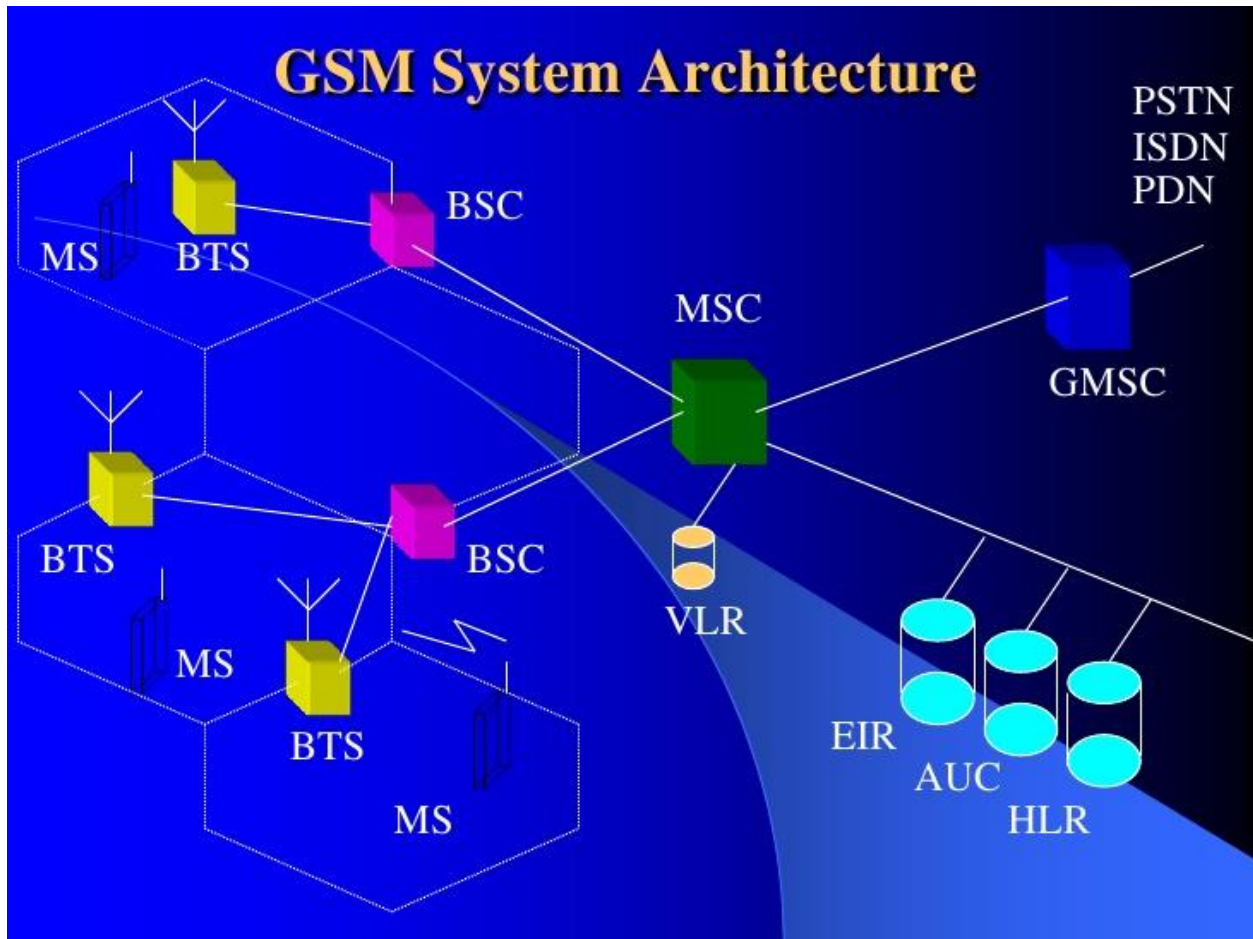 GSM System Architecture
PSTN
ISDN
PDN
BSC
MS
BTS
MSC
GMSC
BTS
BSC
VLR
MS
BTS
EIR
AUC
HLR
MS